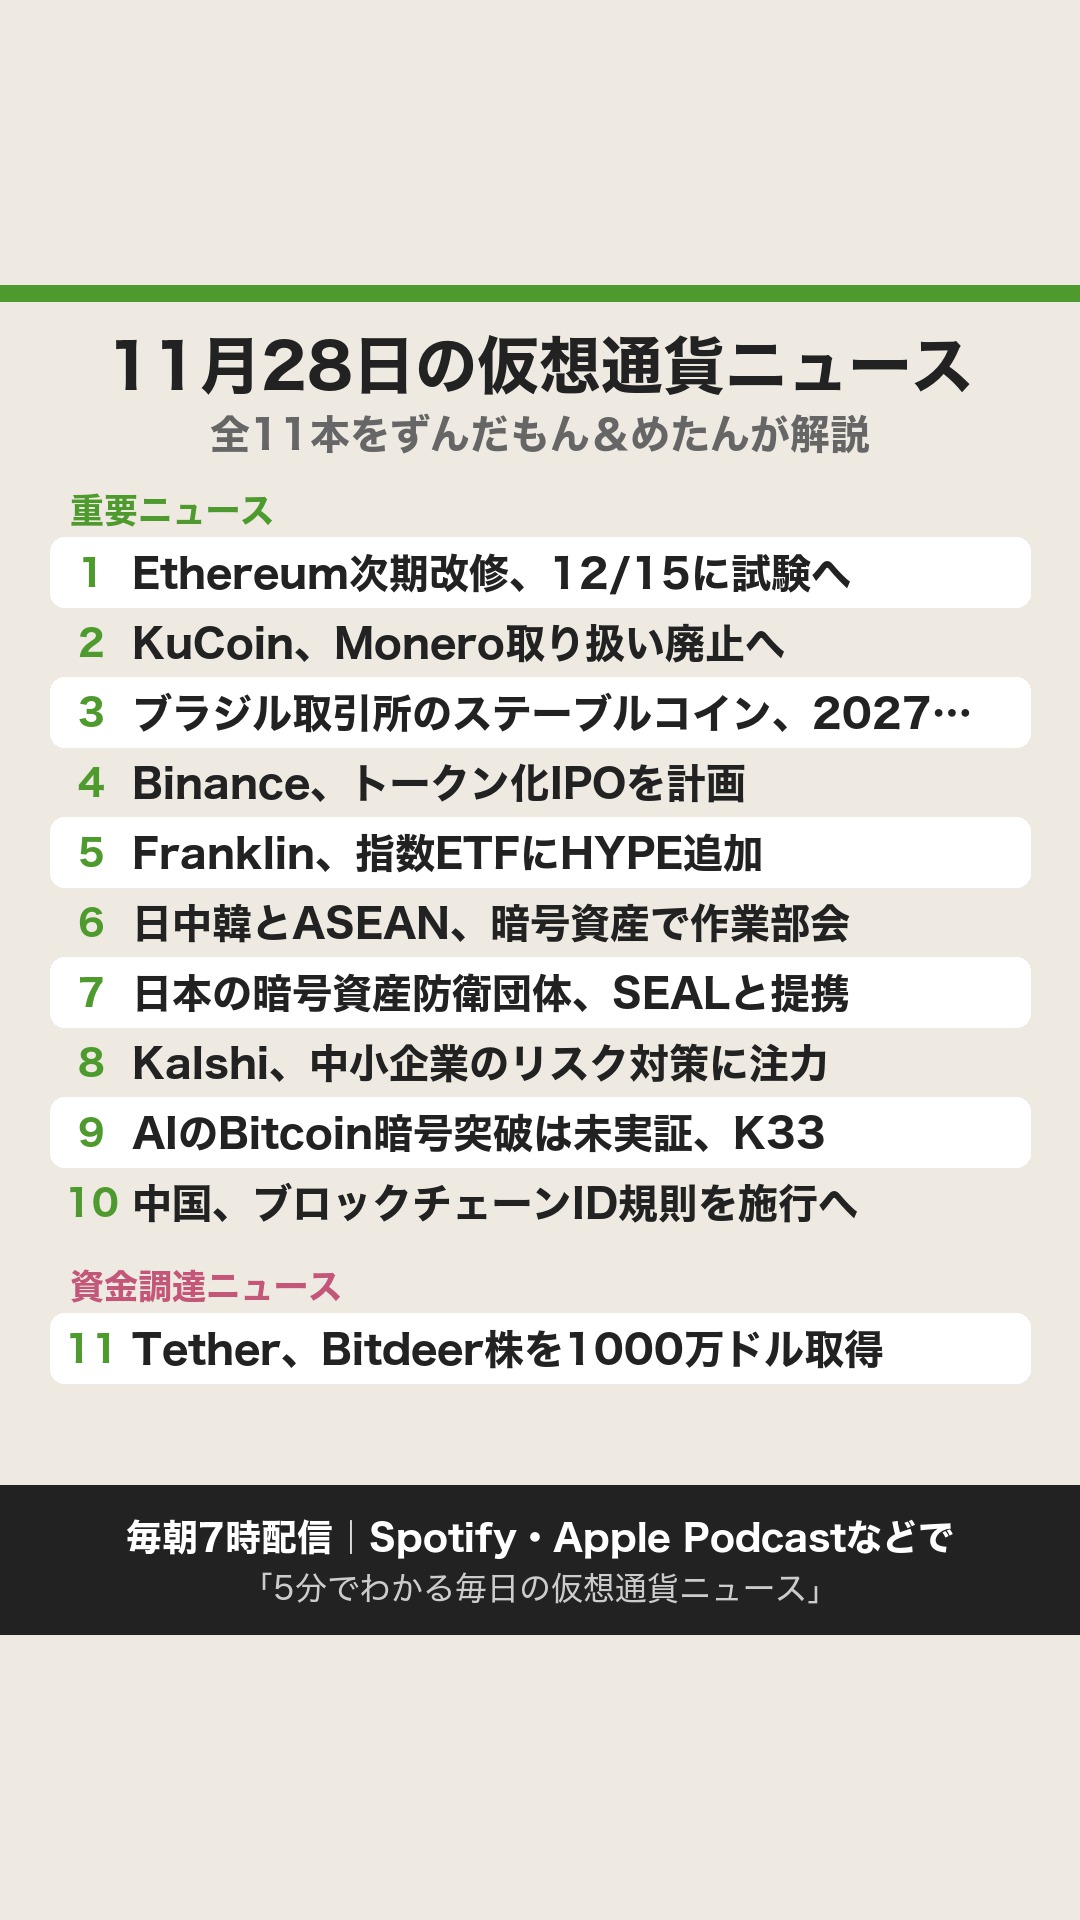 11月28日の仮想通貨ニュース
全11本をずんだもん＆めたんが解説
重要ニュース
1 Ethereum次期改修、12/15に試験へ
2 KuCoin、Monero取り扱い廃止へ
3 ブラジル取引所のステーブルコイン、2027…
4 Binance、トークン化IPOを計画
5 Franklin、指数ETFにHYPE追加
6 日中韓とASEAN、暗号資産で作業部会
7 日本の暗号資産防衛団体、SEALと提携
8 Kalshi、中小企業のリスク対策に注力
9 AIのBitcoin暗号突破は未実証、K33
10 中国、ブロックチェーンID規則を施行へ
資金調達ニュース
11 Tether、Bitdeer株を1000万ドル取得
毎朝7時配信｜Spotify・Apple Podcastなどで
「5分でわかる毎日の仮想通貨ニュース」